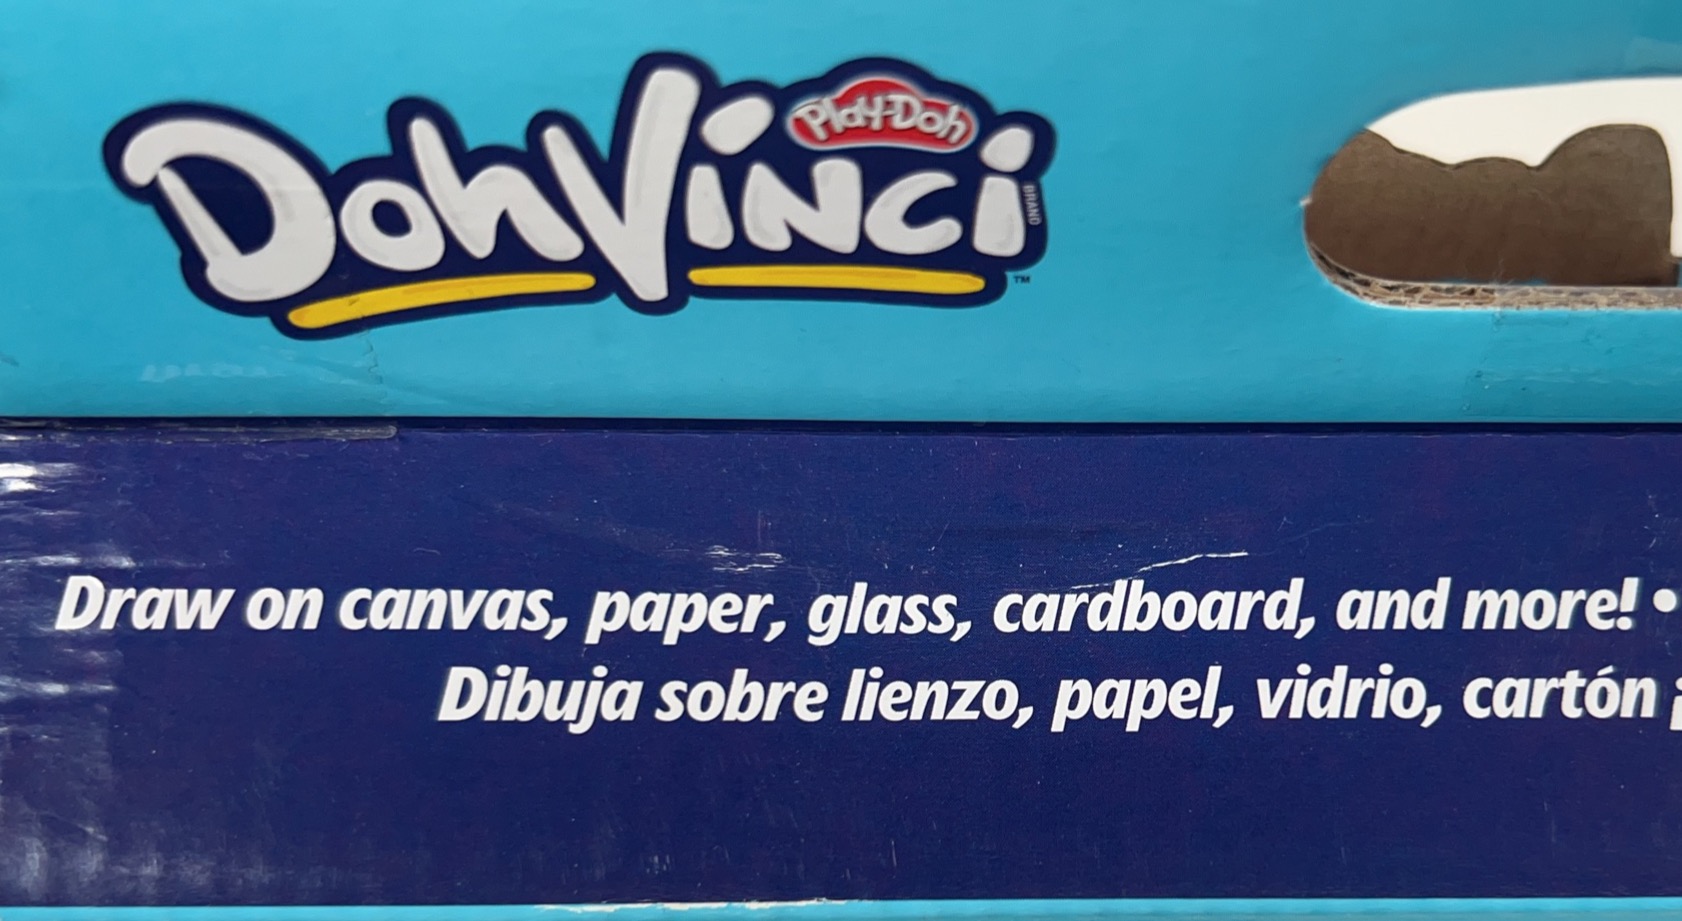 DohVinci
Play-Doh
BRAND
™
Draw on canvas, paper, glass, cardboard, and more! •
Dibuja sobre lienzo, papel, vidrio, cartón ¡